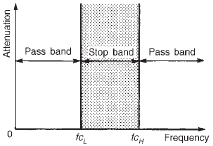 Attenuation
Pass band Stop band Pass band
0 fCL fCH Frequency